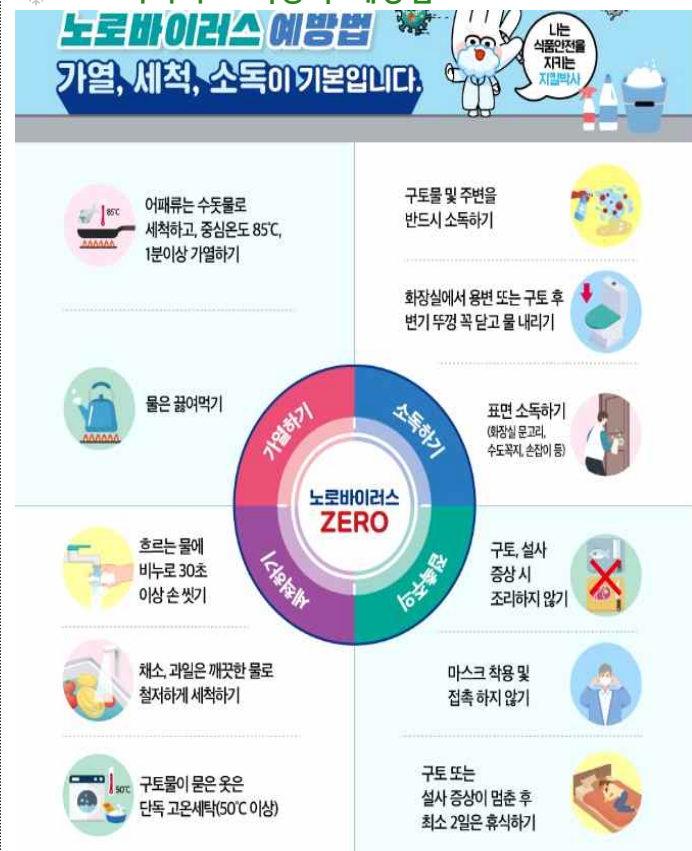 노로바이러스 예방법
가열, 세척, 소독이 기본입니다.
나는
식품안전을
지키는
지킬박사
85℃
어패류는 수돗물로
세척하고, 중심온도 85℃,
1분이상 가열하기
물은 끓여먹기
구토물 및 주변을
반드시 소독하기
화장실에서 용변 또는 구토 후
변기 뚜껑 꼭 닫고 물 내리기
표면 소독하기
(화장실 문고리,
수도꼭지, 손잡이 등)
가열하기
소독하기
노로바이러스
ZERO
세척하기
접촉주의
흐르는 물에
비누로 30초
이상 손 씻기
채소, 과일은 깨끗한 물로
철저하게 세척하기
50℃
구토물이 묻은 옷은
단독 고온세탁(50℃ 이상)
구토, 설사
증상 시
조리하지 않기
마스크 착용 및
접촉 하지 않기
구토 또는
설사 증상이 멈춘 후
최소 2일은 휴식하기